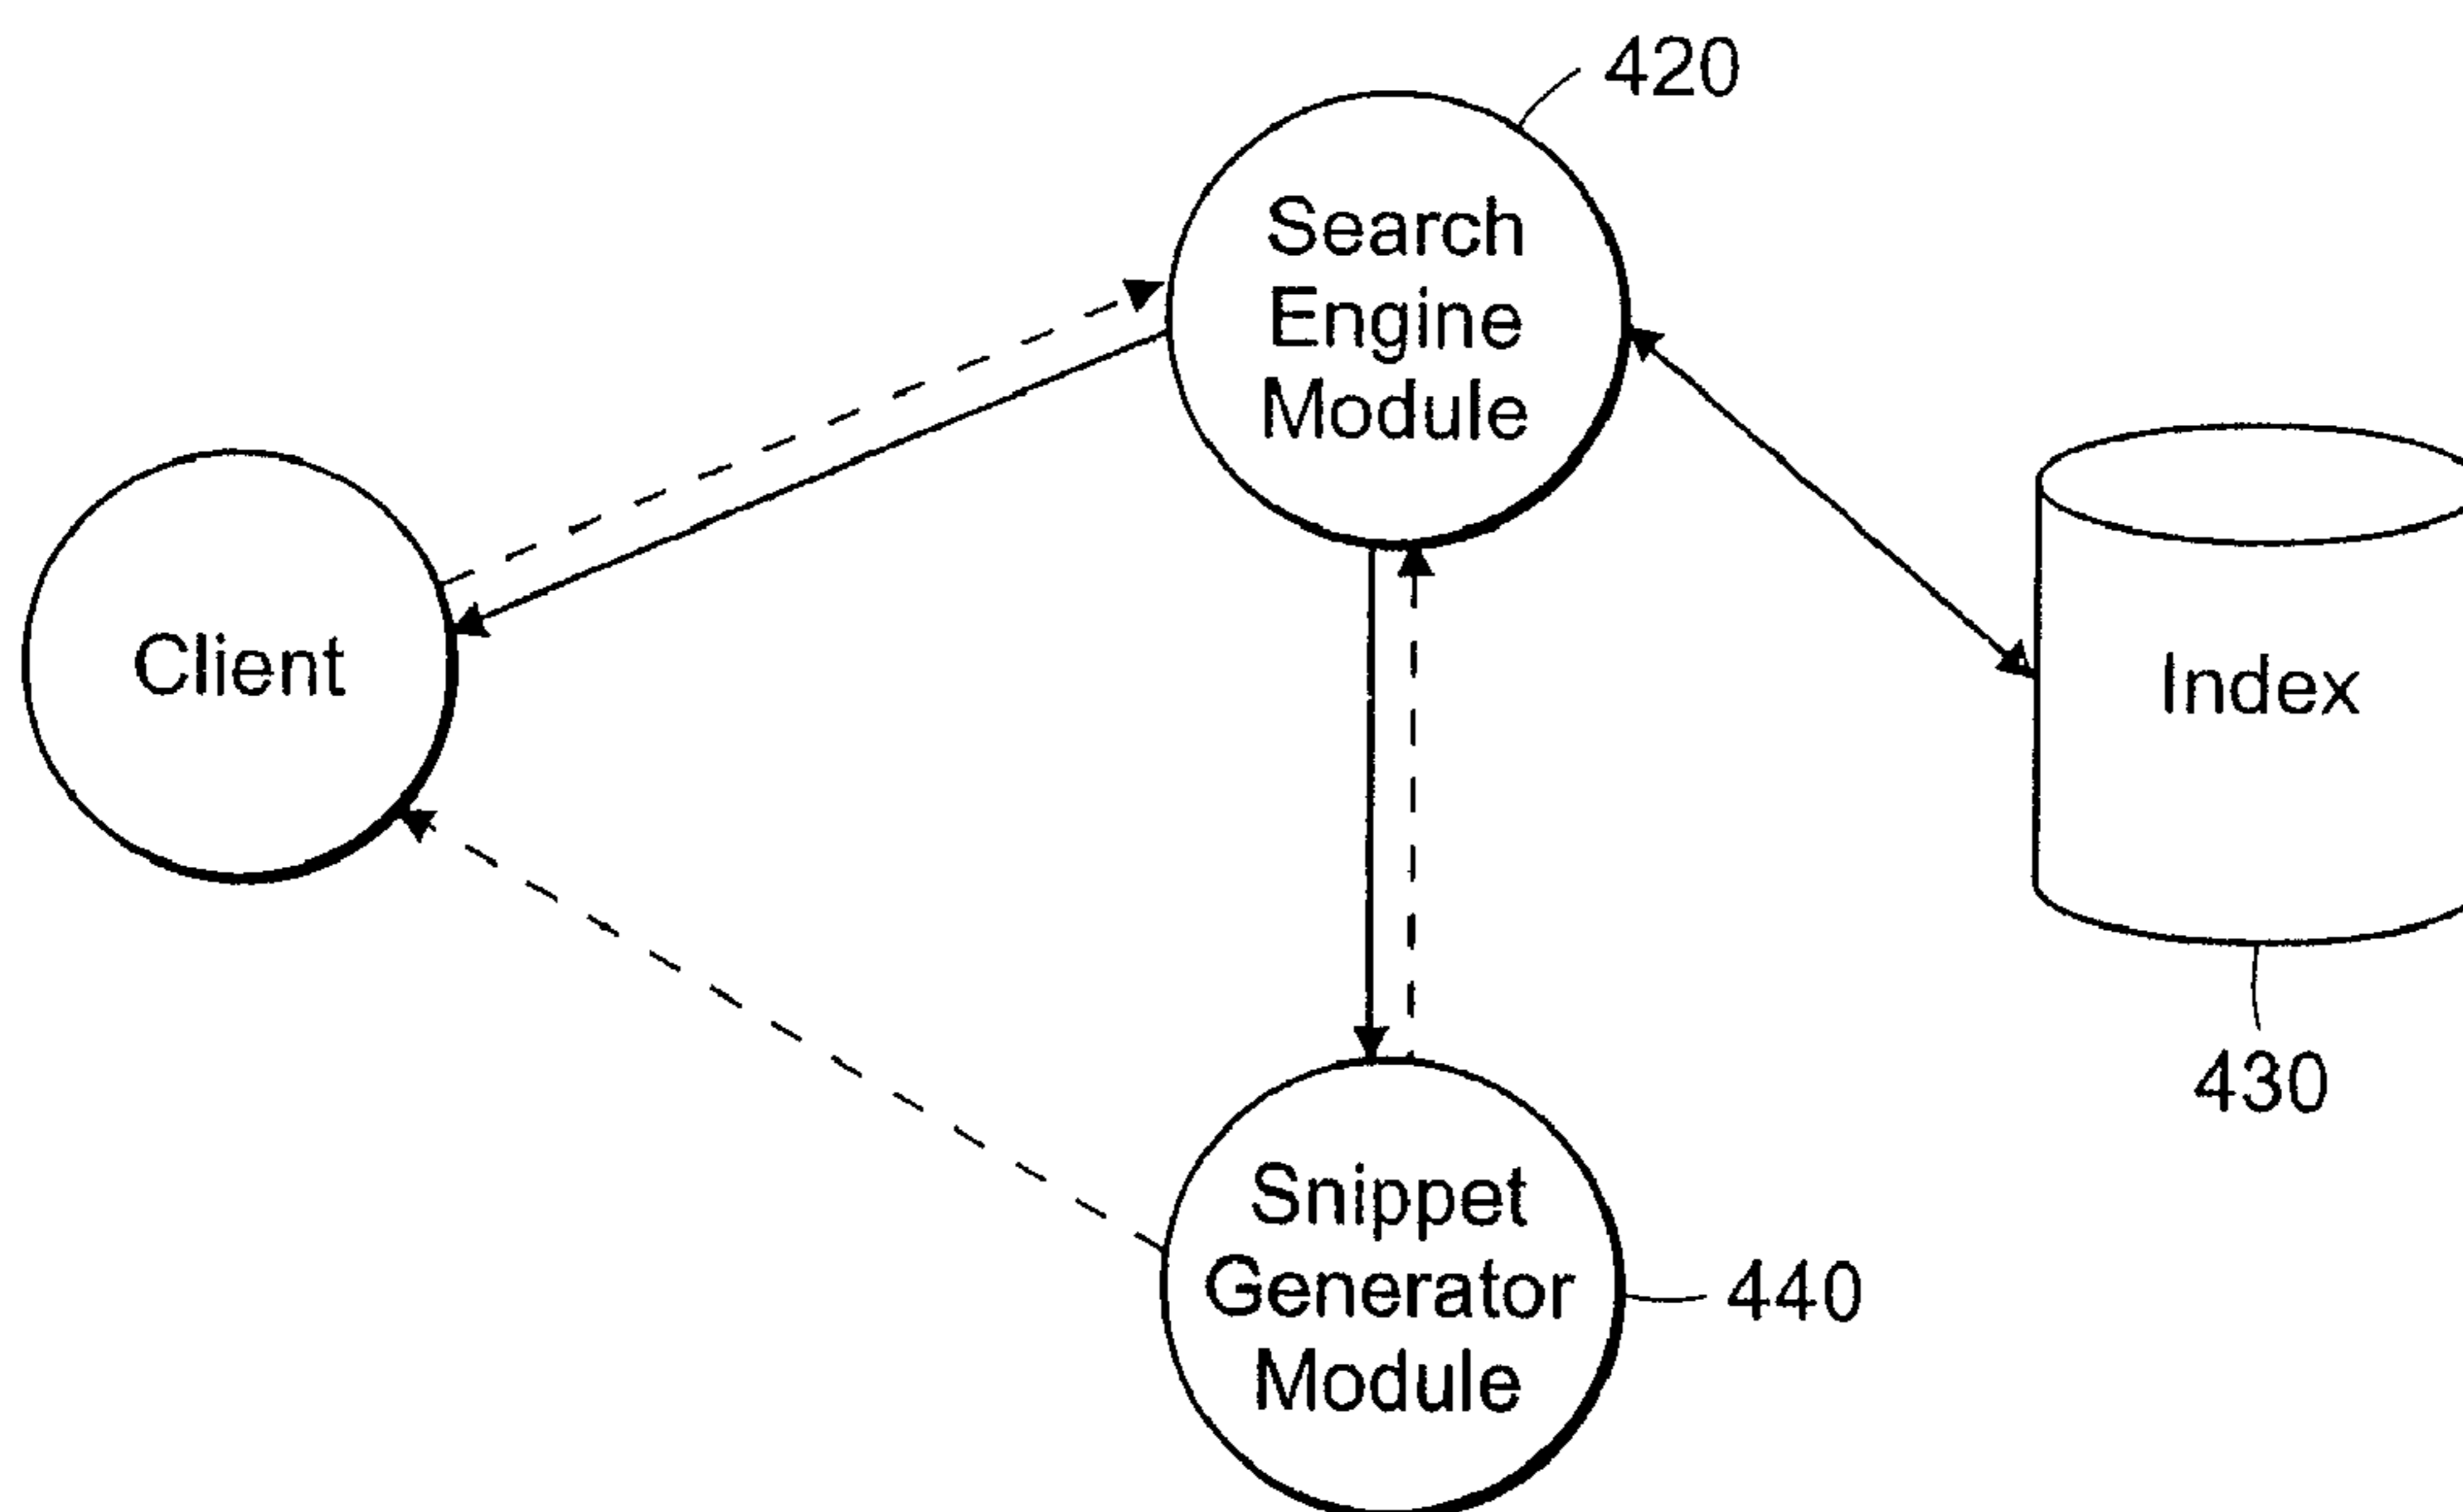 420
Search
Engine
Module
Client
Index
430
Snippet
Generator
Module
440